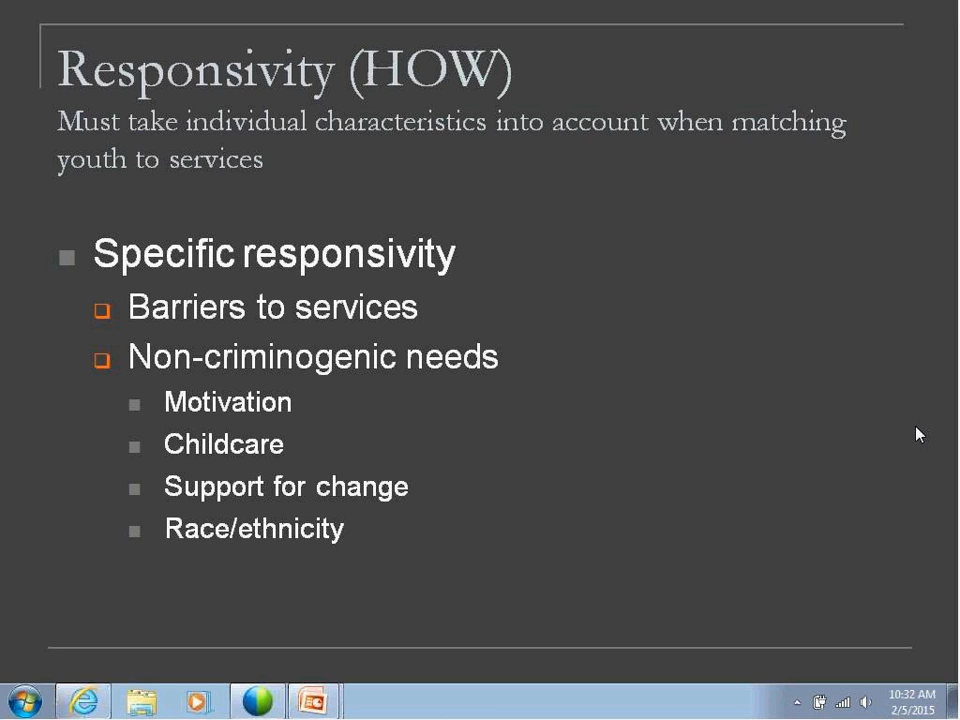 Responsivity (HOW)
Must take individual characteristics into account when matching
youth to services
Specific responsivity
Barriers to services
Non-criminogenic needs
Motivation
Childcare
Support for change
Race/ethnicity
10:32 AM
2/5/2015